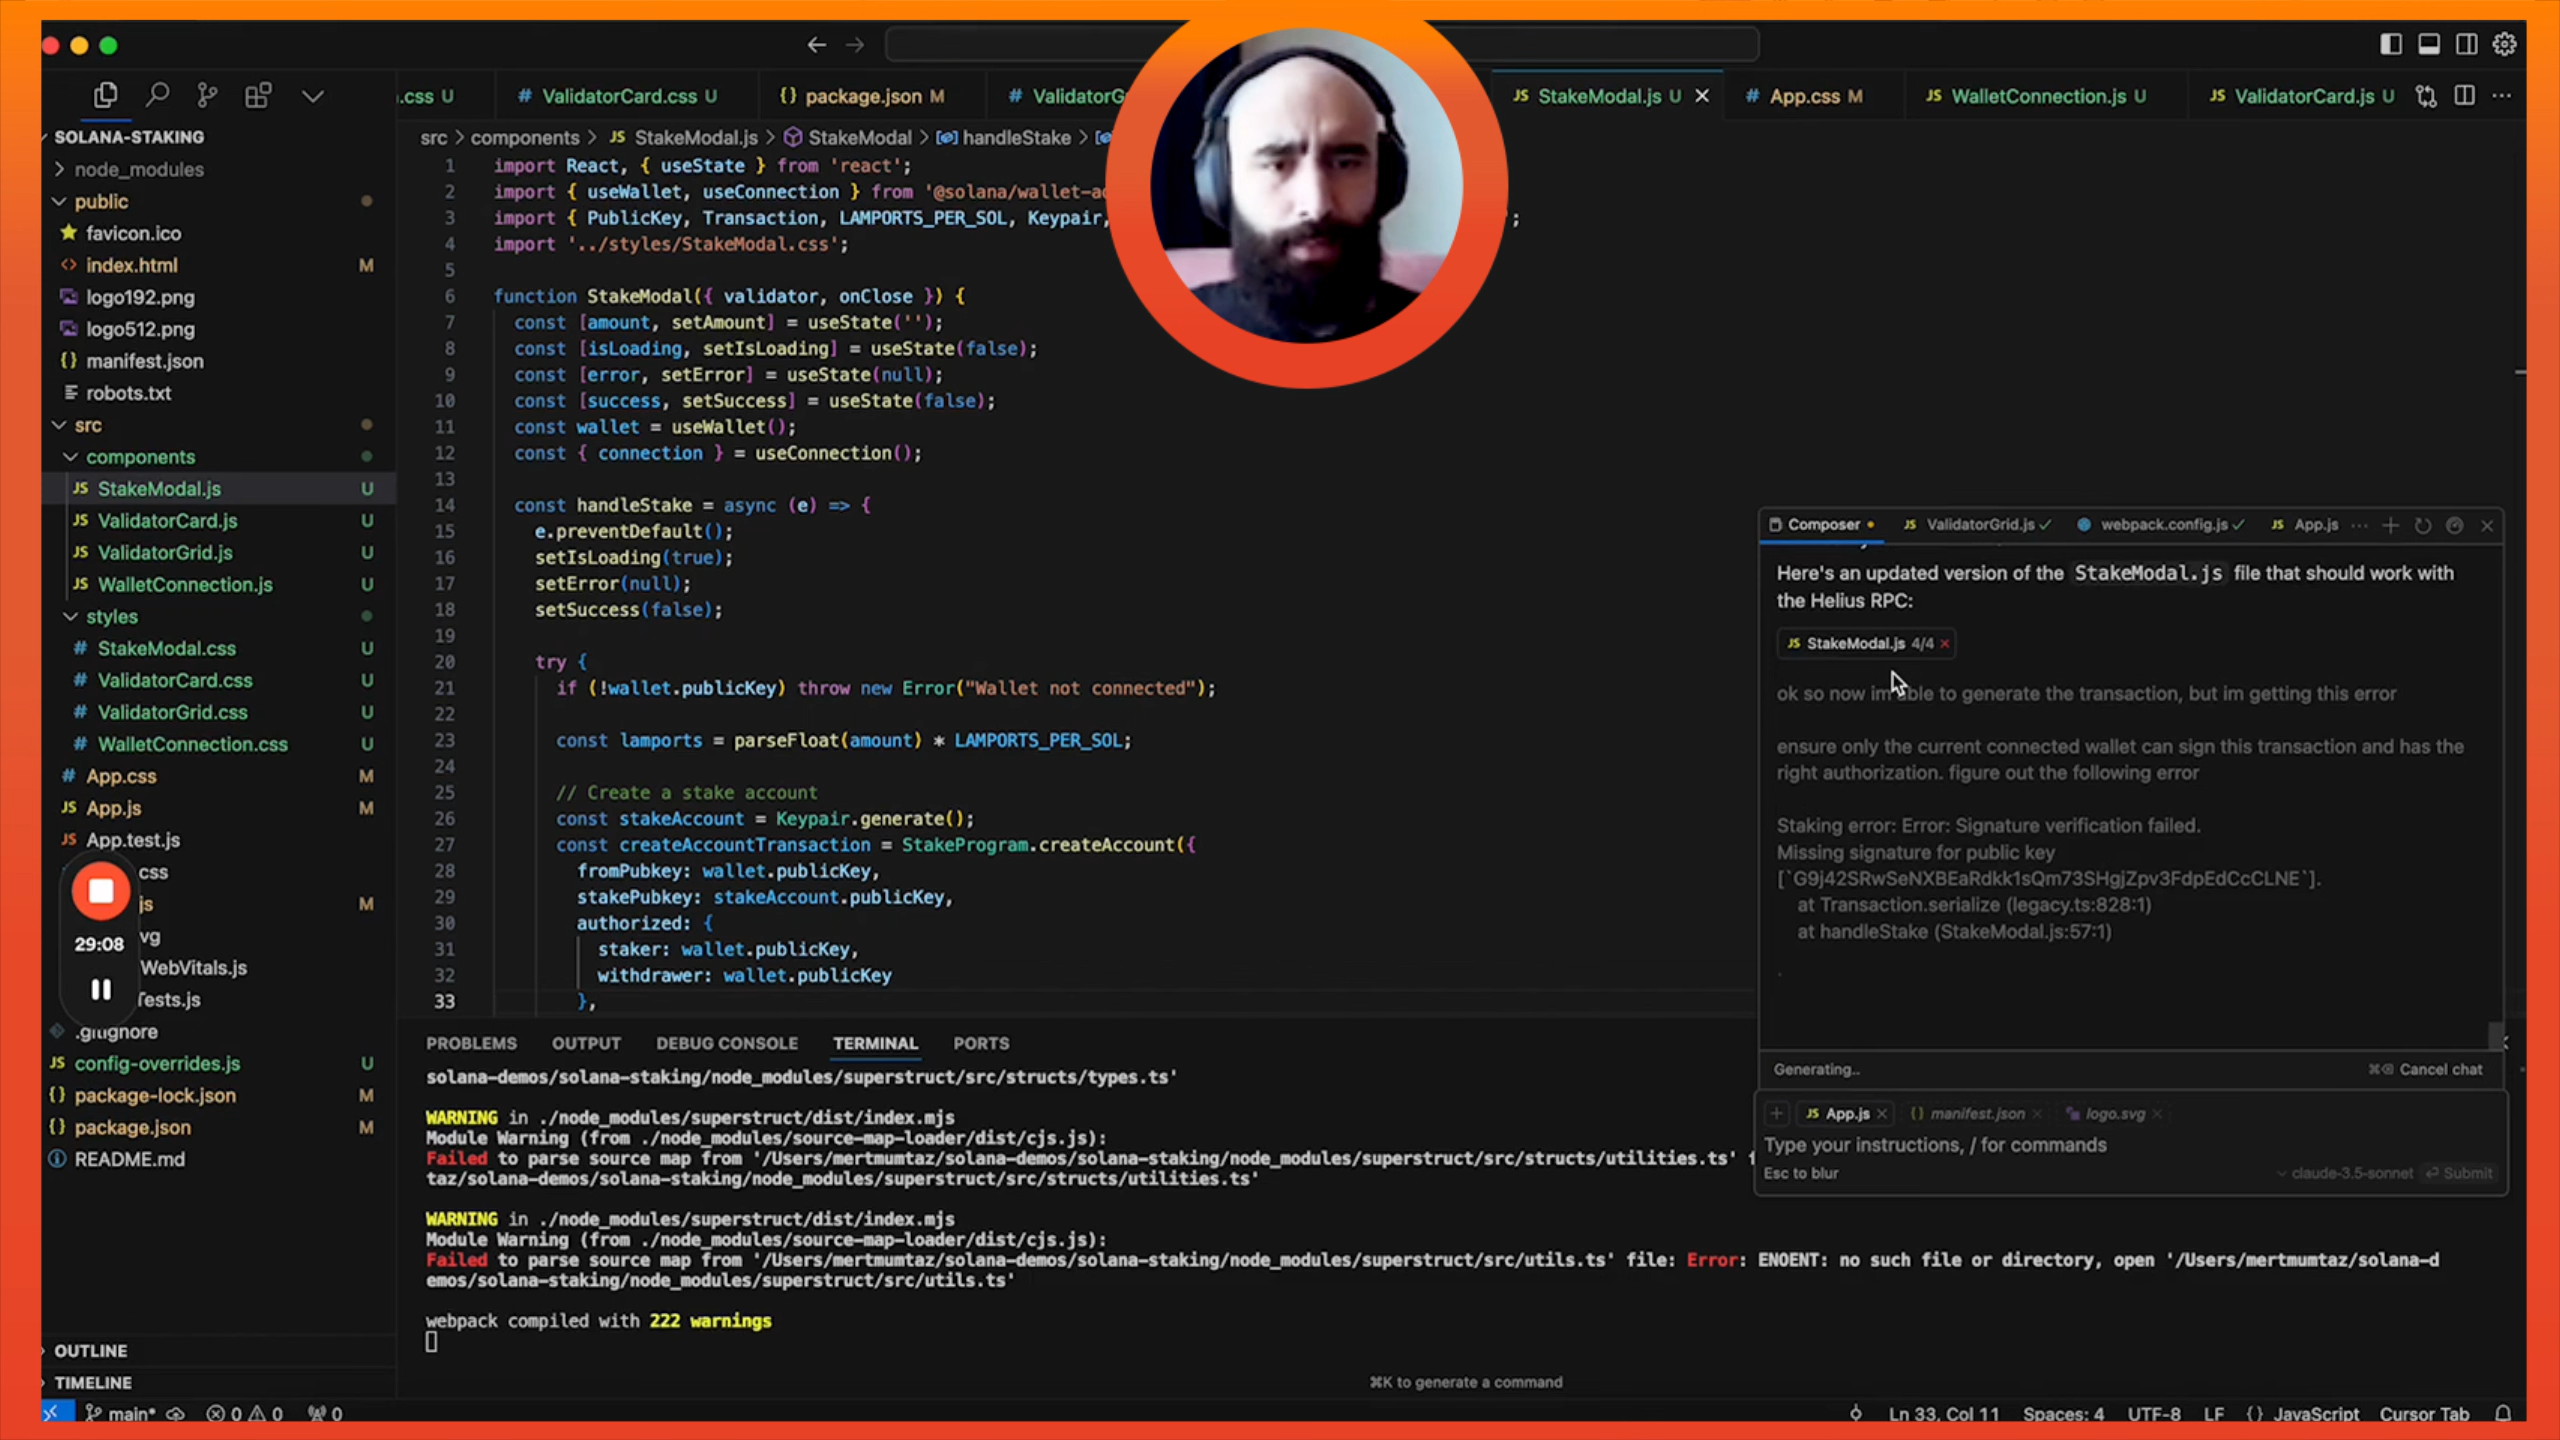 .css U
# ValidatorCard.css U
{} package.json M
# ValidatorG
JS StakeModal.js U
# App.css M
JS WalletConnection.js U
JS ValidatorCard.js U
SOLANA-STAKING
node_modules
public
favicon.ico
index.html M
logo192.png
logo512.png
manifest.json
robots.txt
src
components
JS StakeModal.js U
JS ValidatorCard.js U
JS ValidatorGrid.js U
JS WalletConnection.js U
styles
# StakeModal.css U
# ValidatorCard.css U
# ValidatorGrid.css U
# WalletConnection.css U
# App.css M
JS App.js M
JS App.test.js
css
js M
vg
WebVitals.js
Tests.js
29:08
.gitignore
JS config-overrides.js U
{} package-lock.json M
{} package.json M
README.md
OUTLINE
TIMELINE
src > components > JS StakeModal.js > StakeModal > handleStake >
1 import React, { useState } from 'react';
2 import { useWallet, useConnection } from '@solana/wallet-a
3 import { PublicKey, Transaction, LAMPORTS_PER_SOL, Keypair, ;
4 import '../styles/StakeModal.css';
5
6 function StakeModal({ validator, onClose }) {
7 const [amount, setAmount] = useState('');
8 const [isLoading, setIsLoading] = useState(false);
9 const [error, setError] = useState(null);
10 const [success, setSuccess] = useState(false);
11 const wallet = useWallet();
12 const { connection } = useConnection();
13
14 const handleStake = async (e) => {
15 e.preventDefault();
16 setIsLoading(true);
17 setError(null);
18 setSuccess(false);
19
20 try {
21 if (!wallet.publicKey) throw new Error("Wallet not connected");
22
23 const lamports = parseFloat(amount) * LAMPORTS_PER_SOL;
24
25 // Create a stake account
26 const stakeAccount = Keypair.generate();
27 const createAccountTransaction = StakeProgram.createAccount({
28 fromPubkey: wallet.publicKey,
29 stakePubkey: stakeAccount.publicKey,
30 authorized: {
31 staker: wallet.publicKey,
32 withdrawer: wallet.publicKey
33 },
PROBLEMS OUTPUT DEBUG CONSOLE TERMINAL PORTS
solana-demos/solana-staking/node_modules/superstruct/src/structs/types.ts'
WARNING in ./node_modules/superstruct/dist/index.mjs
Module Warning (from ./node_modules/source-map-loader/dist/cjs.js):
Failed to parse source map from '/Users/mertmumtaz/solana-demos/solana-staking/node_modules/superstruct/src/structs/utilities.ts' f
taz/solana-demos/solana-staking/node_modules/superstruct/src/structs/utilities.ts'
WARNING in ./node_modules/superstruct/dist/index.mjs
Module Warning (from ./node_modules/source-map-loader/dist/cjs.js):
Failed to parse source map from '/Users/mertmumtaz/solana-demos/solana-staking/node_modules/superstruct/src/utils.ts' file: Error: ENOENT: no such file or directory, open '/Users/mertmumtaz/solana-d
emos/solana-staking/node_modules/superstruct/src/utils.ts'
webpack compiled with 222 warnings
⌘K to generate a command
Composer JS ValidatorGrid.js webpack.config.js JS App.js
Here's an updated version of the StakeModal.js file that should work with
the Helius RPC:
JS StakeModal.js 4/4
ok so now im able to generate the transaction, but im getting this error
ensure only the current connected wallet can sign this transaction and has the
right authorization. figure out the following error
Staking error: Error: Signature verification failed.
Missing signature for public key
[`G9j42SRwSeNXBEaRdkk1sQm73SHgjZpv3FdpEdCcCLNE`].
at Transaction.serialize (legacy.ts:828:1)
at handleStake (StakeModal.js:57:1)
.
Generating.. ⌘⌫ Cancel chat
JS App.js {} manifest.json logo.svg
Type your instructions, / for commands
Esc to blur claude-3.5-sonnet Submit
main* 0 0 0
Ln 33, Col 11 Spaces: 4 UTF-8 LF {} JavaScript Cursor Tab